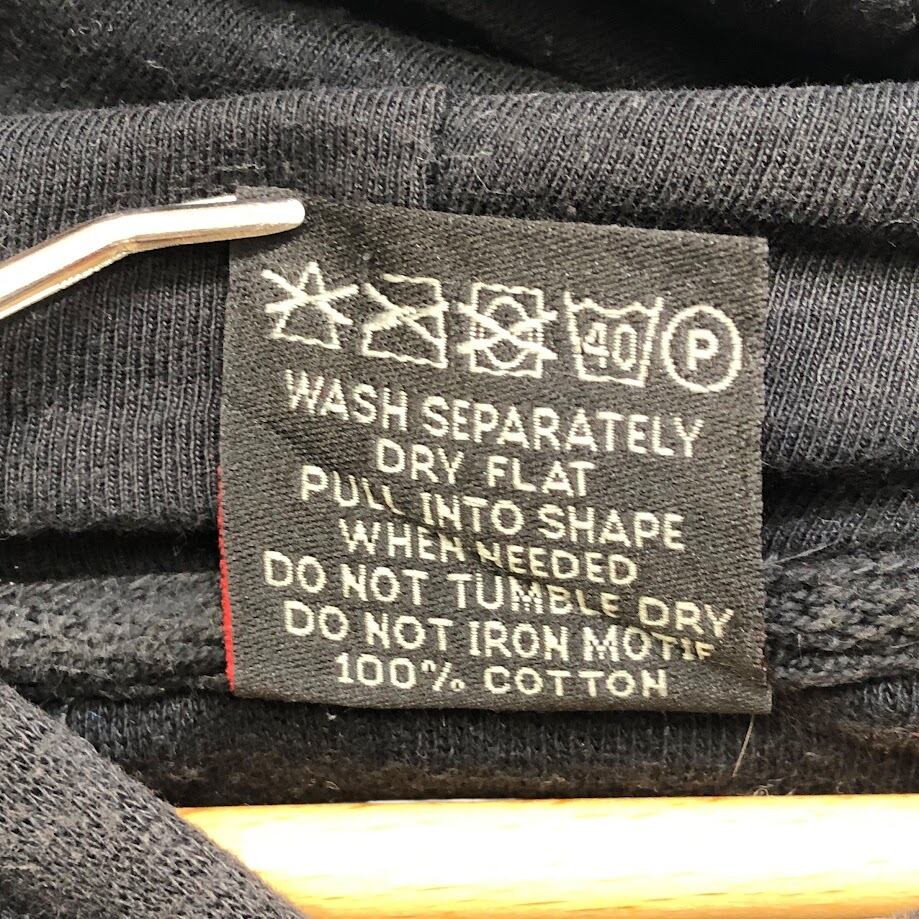 40 P
WASH SEPARATELY
DRY FLAT
PULL INTO SHAPE
WHEN NEEDED
DO NOT TUMBLE DRY
DO NOT IRON MOTIF
100% COTTON